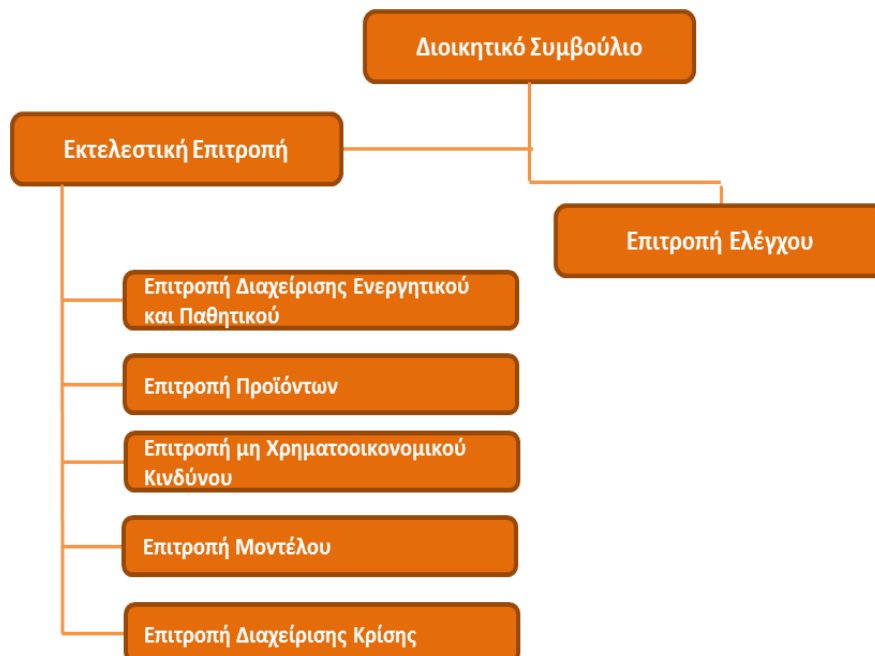 Διοικητικό Συμβούλιο
Εκτελεστική Επιτροπή
Επιτροπή Ελέγχου
Επιτροπή Διαχείρισης Ενεργητικού
και Παθητικού
Επιτροπή Προϊόντων
Επιτροπή μη Χρηματοοικονομικού
Κινδύνου
Επιτροπή Μοντέλου
Επιτροπή Διαχείρισης Κρίσης